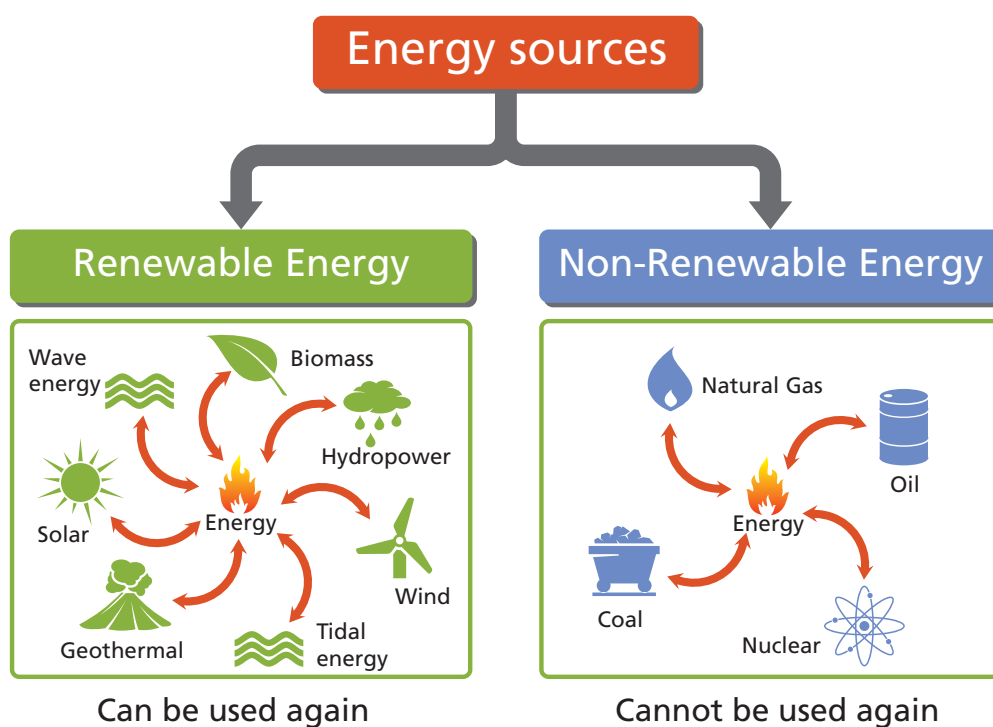 Energy sources
Renewable Energy
Wave
energy
Biomass
Hydropower
Solar
Energy
Wind
Geothermal
Tidal
energy
Can be used again
Non-Renewable Energy
Natural Gas
Oil
Energy
Coal
Nuclear
Cannot be used again